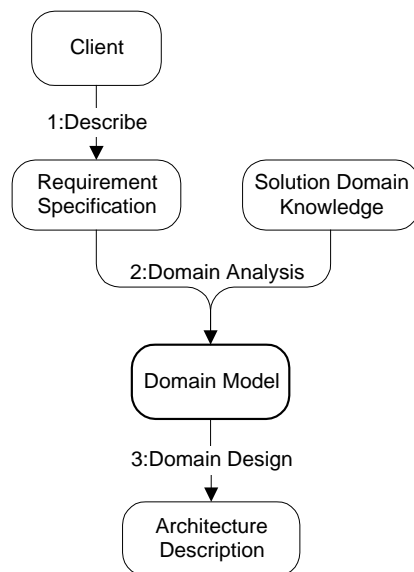 Client
1:Describe
Requirement
Specification
Solution Domain
Knowledge
2:Domain Analysis
Domain Model
3:Domain Design
Architecture
Description